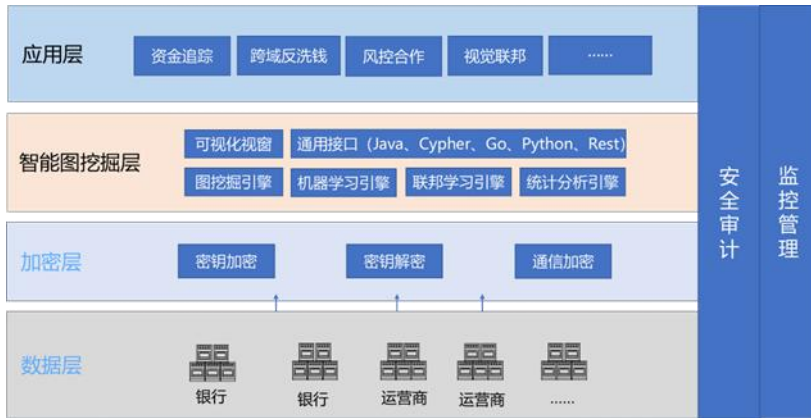 应用层
资金追踪
跨域反洗钱
风控合作
视觉联邦
……
智能图挖掘层
可视化视窗
通用接口（Java、Cypher、Go、Python、Rest)
图挖掘引擎
机器学习引擎
联邦学习引擎
统计分析引擎
加密层
密钥加密
密钥解密
通信加密
数据层
银行
银行
运营商
运营商
……
安全审计
监控管理